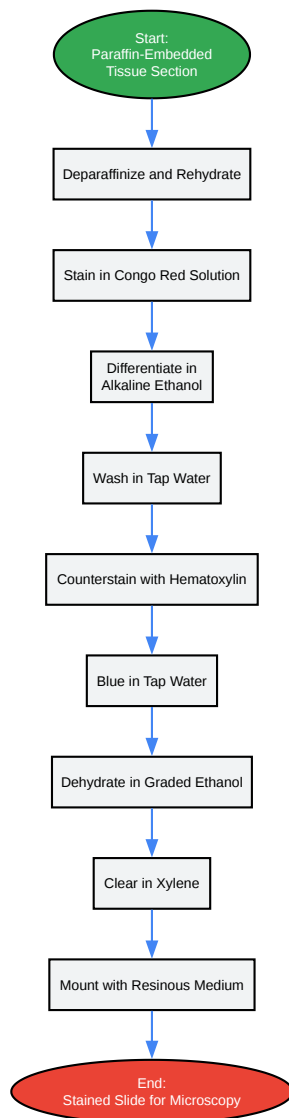 Start:
Paraffin-Embedded
Tissue Section
Deparaffinize and Rehydrate
Stain in Congo Red Solution
Differentiate in
Alkaline Ethanol
Wash in Tap Water
Counterstain with Hematoxylin
Blue in Tap Water
Dehydrate in Graded Ethanol
Clear in Xylene
Mount with Resinous Medium
End:
Stained Slide for Microscopy